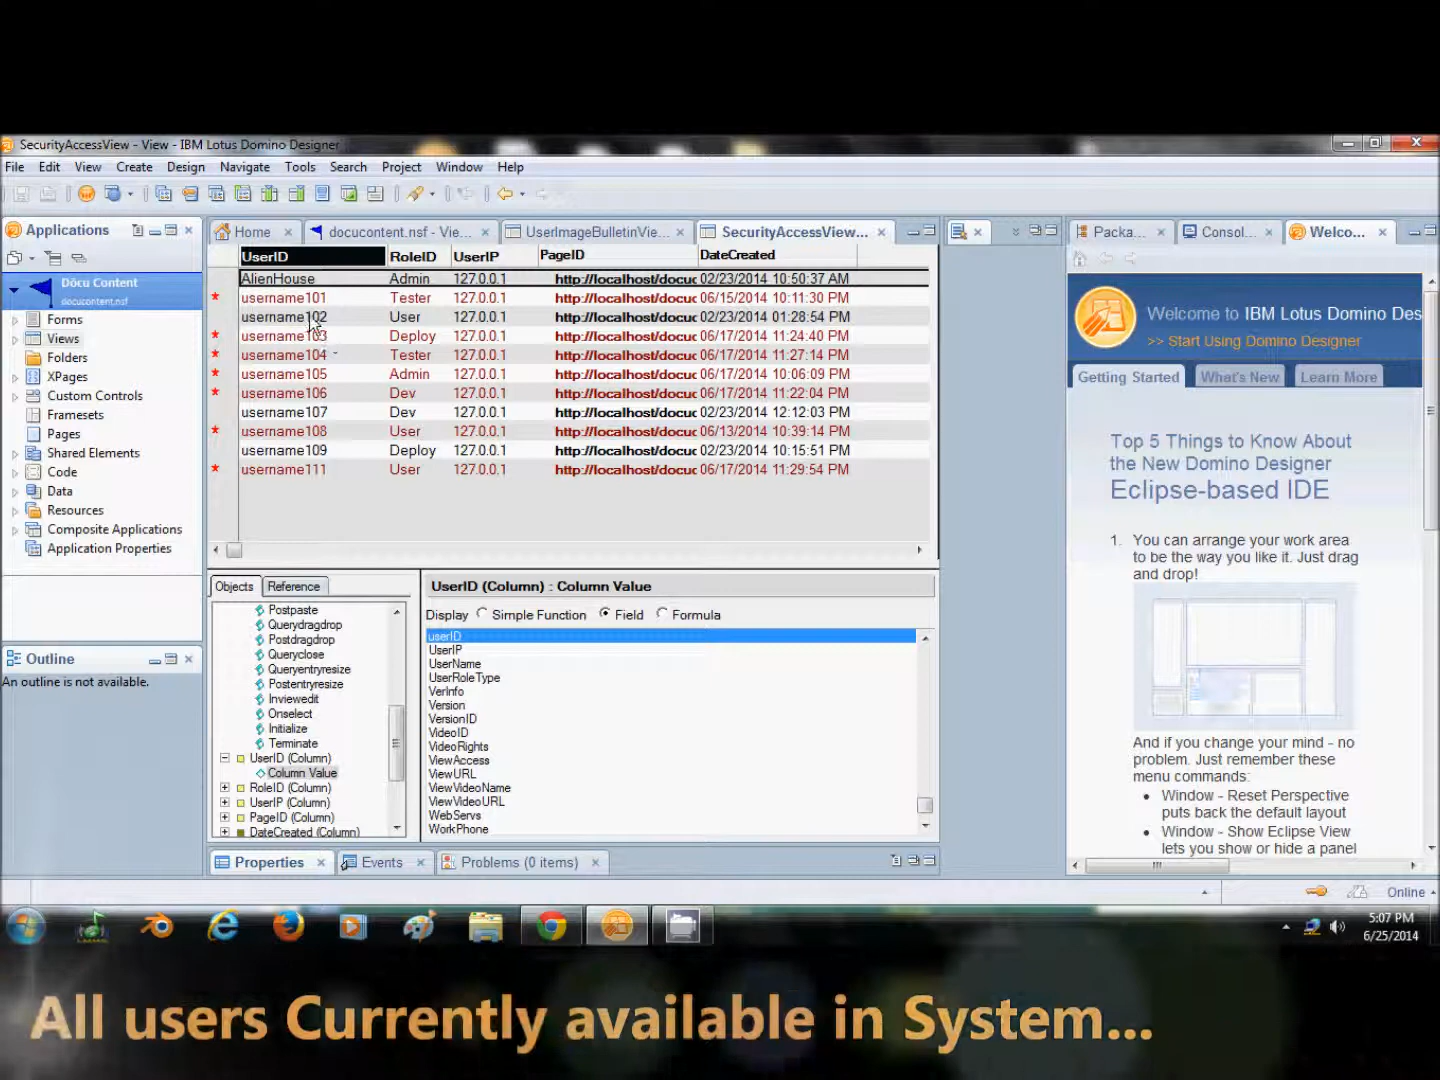 SecurityAccessView - View - IBM Lotus Domino Designer
File Edit View Create Design Navigate Tools Search Project Window Help
Applications
Home docucontent.nsf - Vie... UserImageBulletinVie... SecurityAccessView... Packa... Consol... Welco...
Docu Content
docucontent.nsf
Forms
Views
Folders
XPages
Custom Controls
Framesets
Pages
Shared Elements
Code
Data
Resources
Composite Applications
Application Properties
UserID RoleID UserIP PageID DateCreated
AlienHouse Admin 127.0.0.1 http://localhost/docuc 02/23/2014 10:50:37 AM
* username101 Tester 127.0.0.1 http://localhost/docuc 06/15/2014 10:11:30 PM
username102 User 127.0.0.1 http://localhost/docuc 02/23/2014 01:28:54 PM
* username103 Deploy 127.0.0.1 http://localhost/docuc 06/17/2014 11:24:40 PM
* username104 Tester 127.0.0.1 http://localhost/docuc 06/17/2014 11:27:14 PM
* username105 Admin 127.0.0.1 http://localhost/docuc 06/17/2014 10:06:09 PM
* username106 Dev 127.0.0.1 http://localhost/docuc 06/17/2014 11:22:04 PM
username107 Dev 127.0.0.1 http://localhost/docuc 02/23/2014 12:12:03 PM
* username108 User 127.0.0.1 http://localhost/docuc 06/13/2014 10:39:14 PM
username109 Deploy 127.0.0.1 http://localhost/docuc 02/23/2014 10:15:51 PM
* username111 User 127.0.0.1 http://localhost/docuc 06/17/2014 11:29:54 PM
Welcome to IBM Lotus Domino Des
>> Start Using Domino Designer
Getting Started What's New Learn More
Top 5 Things to Know About
the New Domino Designer
Eclipse-based IDE
1. You can arrange your work area
to be the way you like it. Just drag
and drop!
And if you change your mind - no
problem. Just remember these
menu commands:
• Window - Reset Perspective
puts back the default layout
• Window - Show Eclipse View
lets you show or hide a panel
Outline
An outline is not available.
Objects Reference
Postpaste
Querydragdrop
Postdragdrop
Queryclose
Queryentryresize
Postentryresize
Inviewedit
Onselect
Initialize
Terminate
UserID (Column)
Column Value
RoleID (Column)
UserIP (Column)
PageID (Column)
DateCreated (Column)
UserID (Column) : Column Value
Display Simple Function Field Formula
userID
UserIP
UserName
UserRoleType
VerInfo
Version
VersionID
VideoID
VideoRights
ViewAccess
ViewURL
ViewVideoName
ViewVideoURL
WebServs
WorkPhone
Properties Events Problems (0 items)
Online
5:07 PM
6/25/2014
All users Currently available in System...